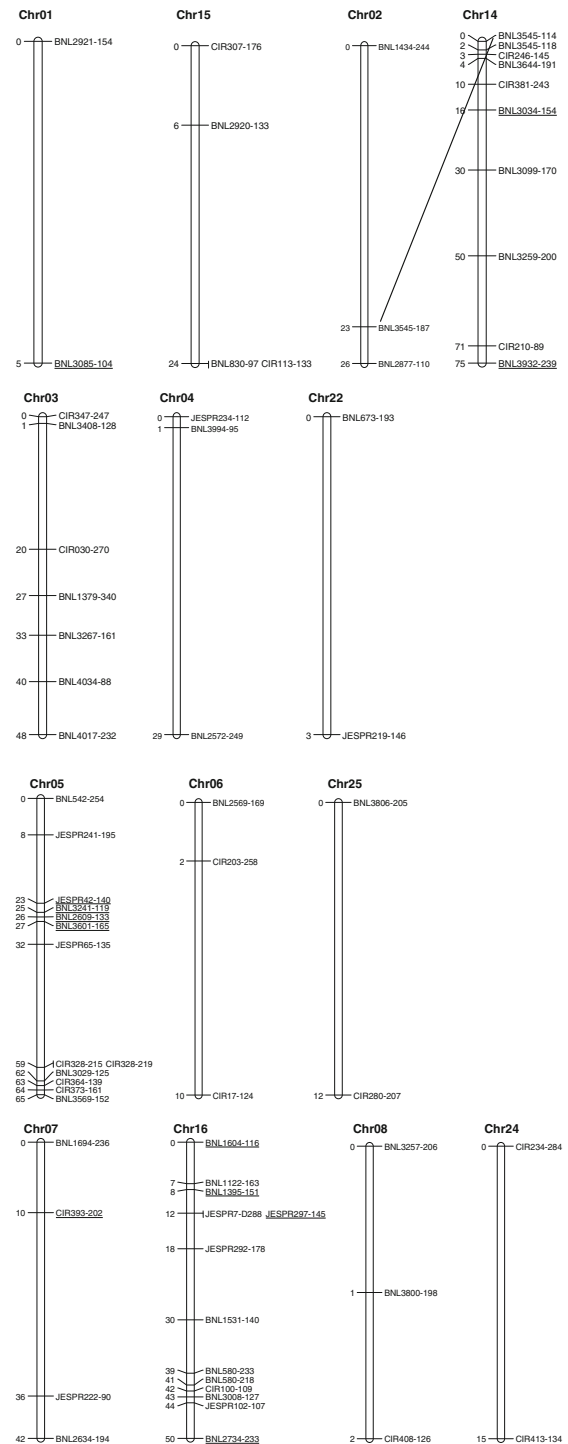 Chr01
0 BNL2921-154
5 BNL3085-104
Chr15
0 CIR307-176
6 BNL2920-133
24 BNL830-97 CIR113-133
Chr02
0 BNL1434-244
23 BNL3545-187
26 BNL2877-110
Chr14
0 BNL3545-114
2 BNL3545-118
3 CIR246-145
4 BNL3644-191
10 CIR381-243
16 BNL3034-154
30 BNL3099-170
50 BNL3259-200
71 CIR210-89
75 BNL3932-239
Chr03
0 CIR347-247
1 BNL3408-128
20 CIR030-270
27 BNL1379-340
33 BNL3267-161
40 BNL4034-88
48 BNL4017-232
Chr04
0 JESPR234-112
1 BNL3994-95
29 BNL2572-249
Chr22
0 BNL673-193
3 JESPR219-146
Chr05
0 BNL542-254
8 JESPR241-195
23 JESPR42-140
25 BNL3241-119
26 BNL2609-133
27 BNL3601-165
32 JESPR65-135
59 CIR328-215 CIR328-219
62 BNL3029-125
63 CIR364-139
64 CIR373-161
65 BNL3569-152
Chr06
0 BNL2569-169
2 CIR203-258
10 CIR17-124
Chr25
0 BNL3806-205
12 CIR280-207
Chr07
0 BNL1694-236
10 CIR393-202
36 JESPR222-90
42 BNL2634-194
Chr16
0 BNL1604-116
7 BNL1122-163
8 BNL1395-151
12 JESPR7-D288 JESPR297-145
18 JESPR292-178
30 BNL1531-140
39 BNL580-233
41 BNL580-218
42 CIR100-109
43 BNL3008-127
44 JESPR102-107
50 BNL2734-233
Chr08
0 BNL3257-206
1 BNL3800-198
2 CIR408-126
Chr24
0 CIR234-284
15 CIR413-134